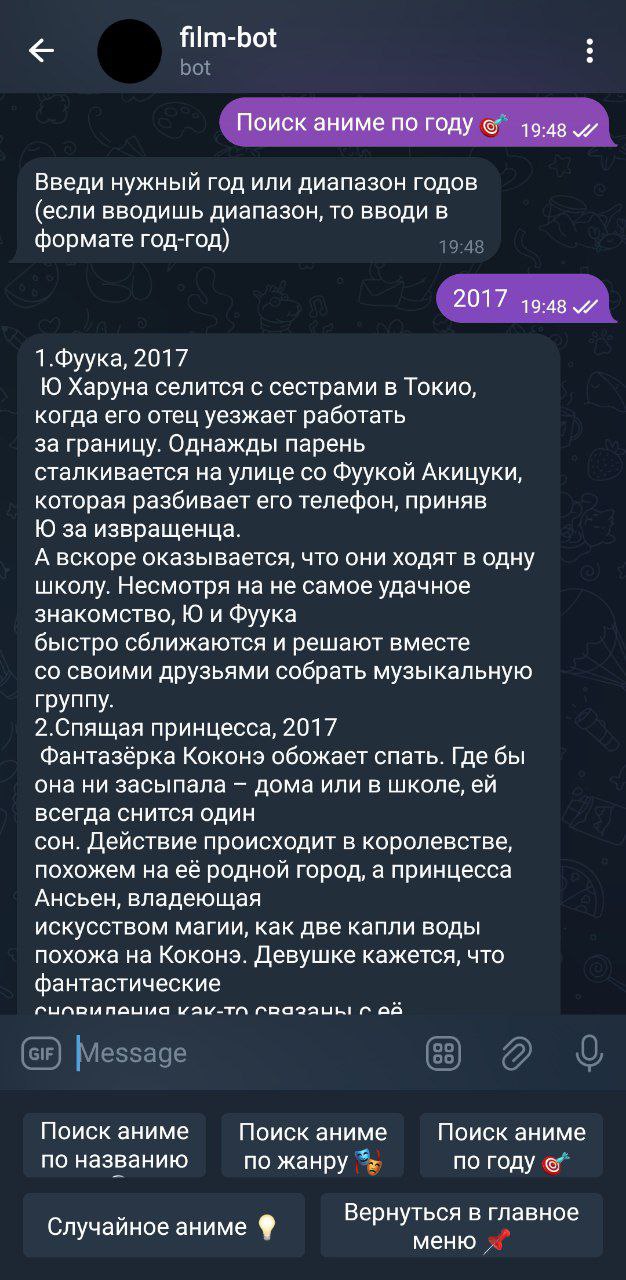 film-bot
bot
Поиск аниме по году 🎯 19:48
Введи нужный год или диапазон годов
(если вводишь диапазон, то вводи в
формате год-год) 19:48
2017 19:48
1.Фуука, 2017
Ю Харуна селится с сестрами в Токио,
когда его отец уезжает работать
за границу. Однажды парень
сталкивается на улице со Фуукой Акицуки,
которая разбивает его телефон, приняв
Ю за извращенца.
А вскоре оказывается, что они ходят в одну
школу. Несмотря на не самое удачное
знакомство, Ю и Фуука
быстро сближаются и решают вместе
со своими друзьями собрать музыкальную
группу.
2.Спящая принцесса, 2017
Фантазёрка Коконэ обожает спать. Где бы
она ни засыпала – дома или в школе, ей
всегда снится один
сон. Действие происходит в королевстве,
похожем на её родной город, а принцесса
Ансьен, владеющая
искусством магии, как две капли воды
похожа на Коконэ. Девушке кажется, что
фантастические
сновидения как-то связаны с её
GIF Message
Поиск аниме
по названию
Поиск аниме
по жанру 🎭
Поиск аниме
по году 🎯
Случайное аниме 💡
Вернуться в главное
меню 📌